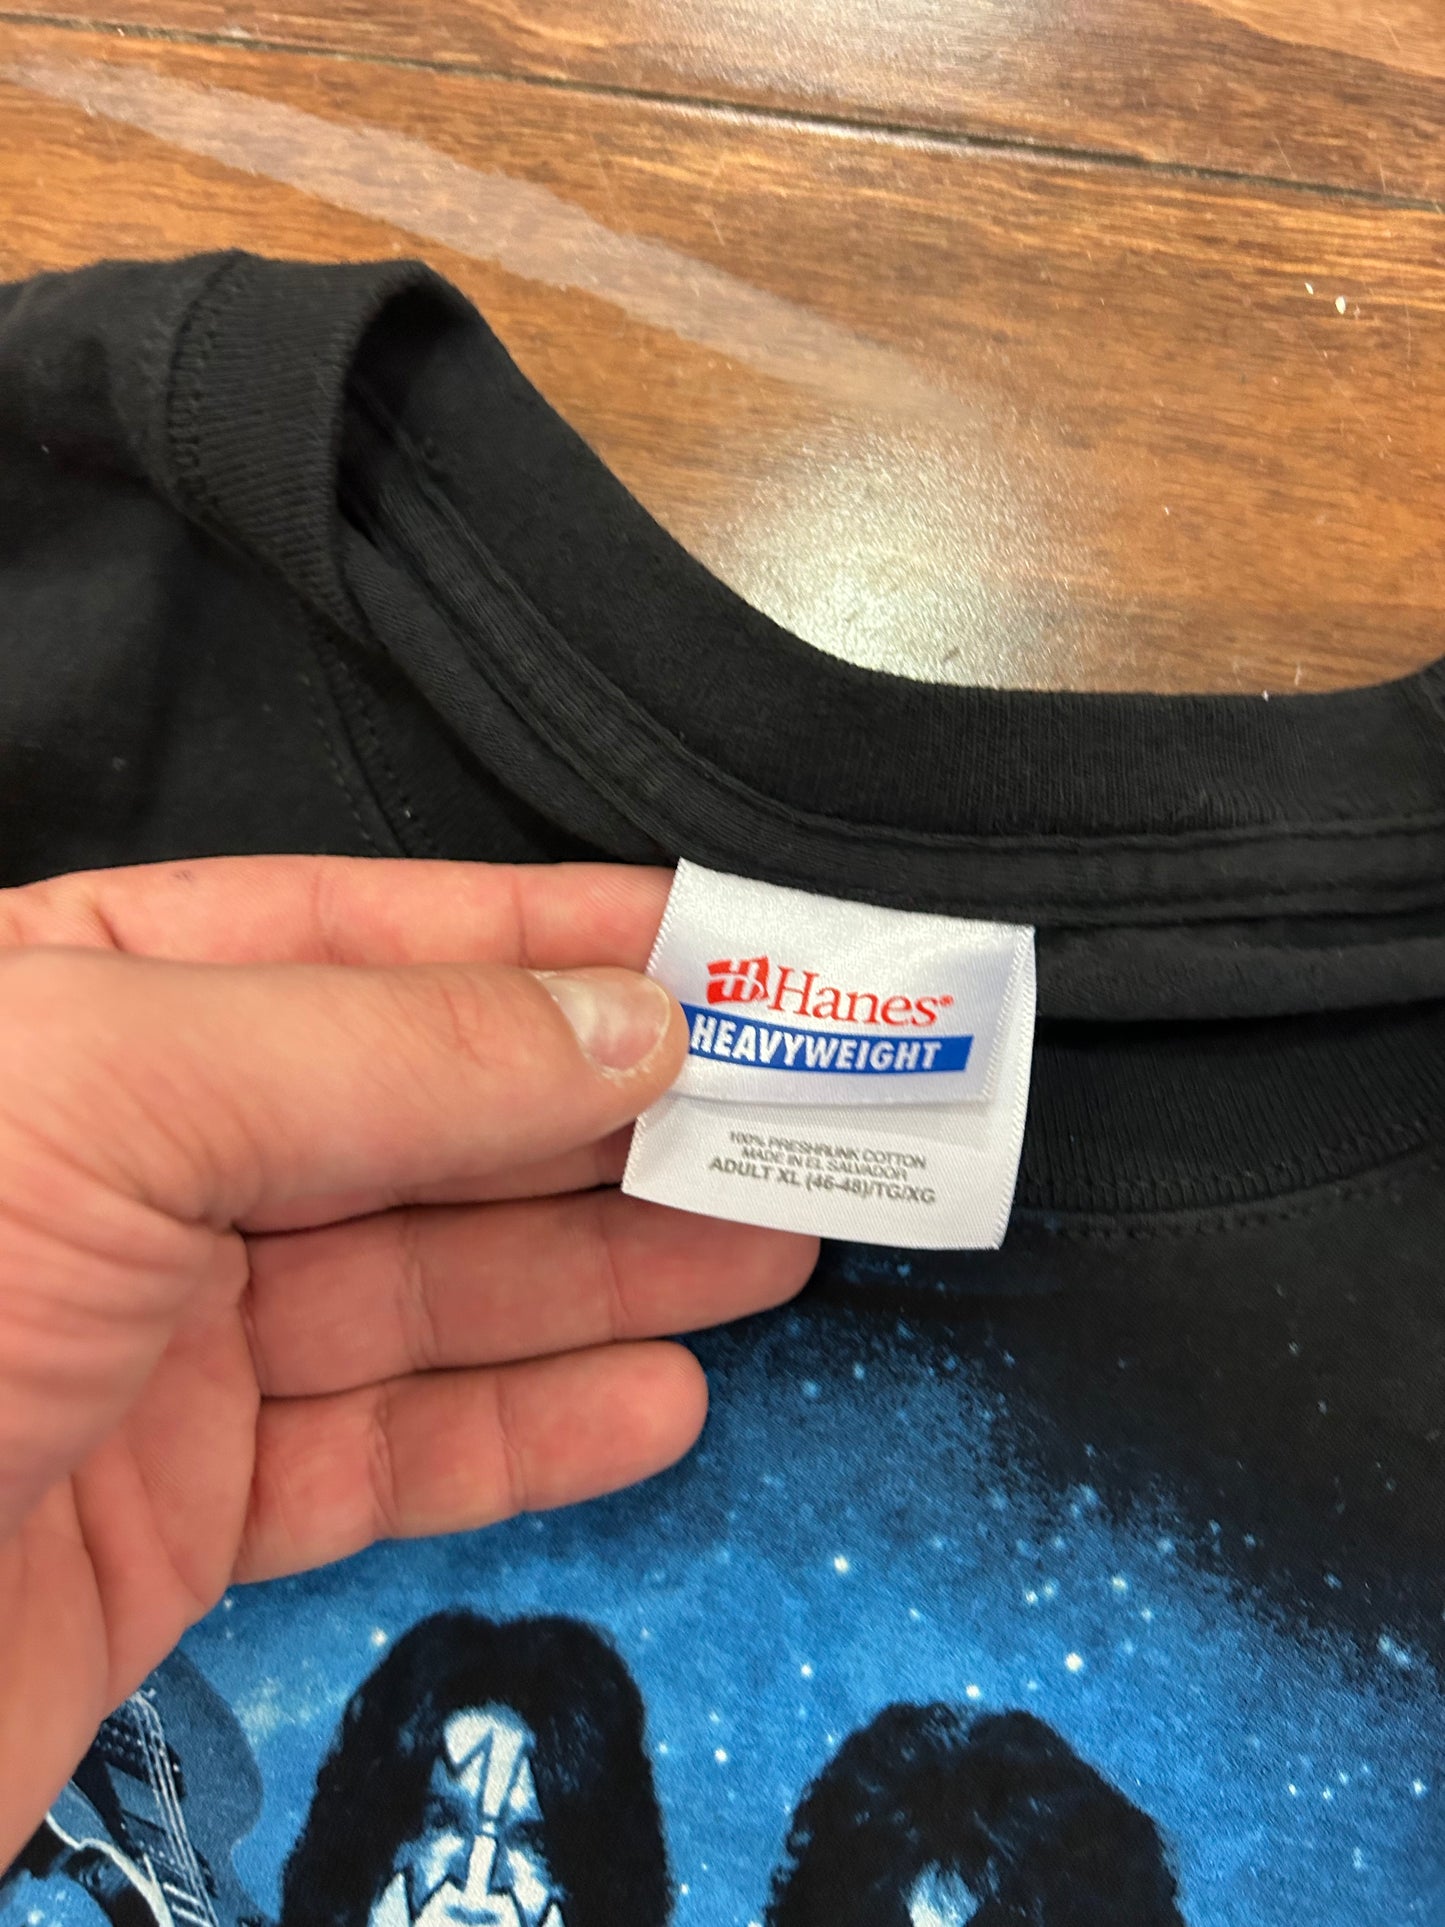 Hanes®
HEAVYWEIGHT
100% PRESHRUNK COTTON
MADE IN EL SALVADOR
ADULT XL (46-48)/TG/XG